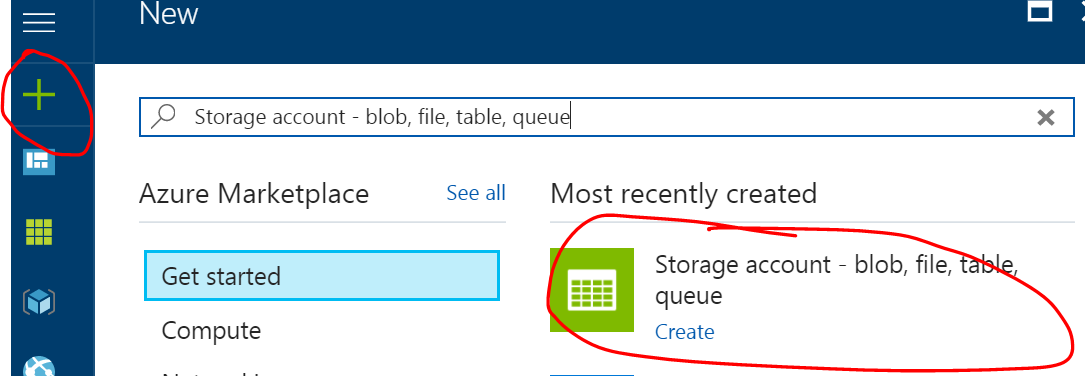 New
Storage account - blob, file, table, queue
Azure Marketplace
See all
Most recently created
Get started
Storage account - blob, file, table,
queue
Create
Compute